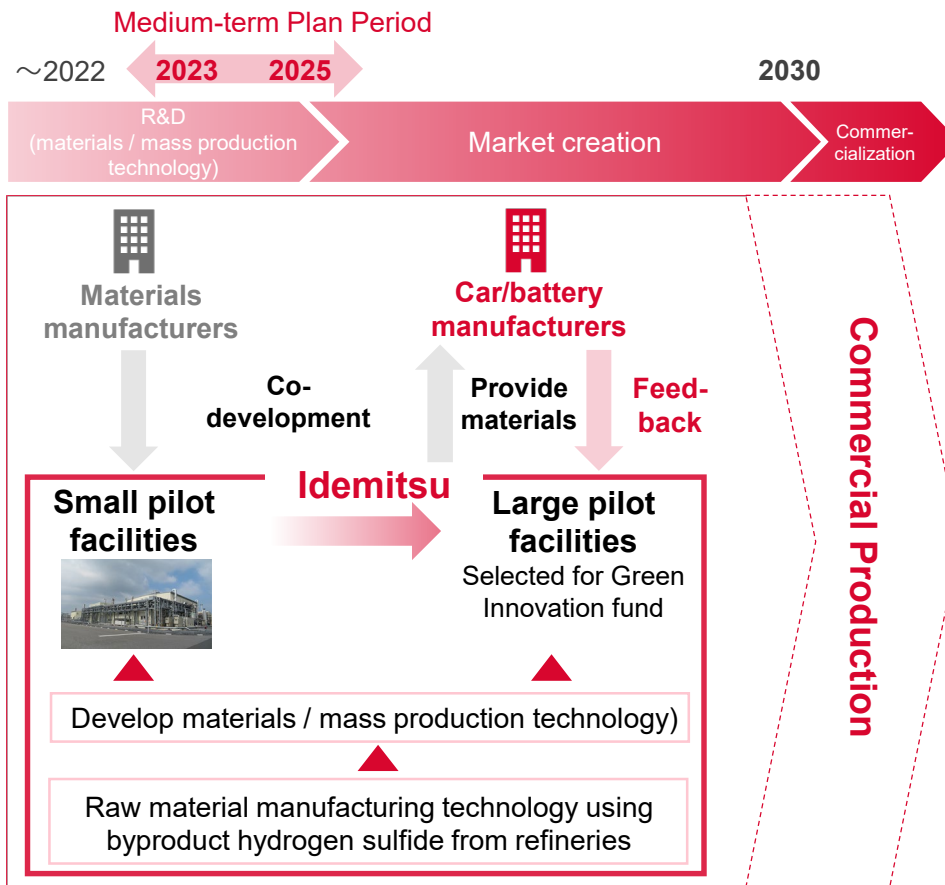 Medium-term Plan Period
～2022
2023
2025
2030
R&D
(materials / mass production
technology)
Market creation
Commer-
cialization
Materials
manufacturers
Car/battery
manufacturers
Co-
development
Provide
materials
Feed-
back
Idemitsu
Small pilot
facilities
Large pilot
facilities
Selected for Green
Innovation fund
Develop materials / mass production technology)
Raw material manufacturing technology using
byproduct hydrogen sulfide from refineries
Commercial Production